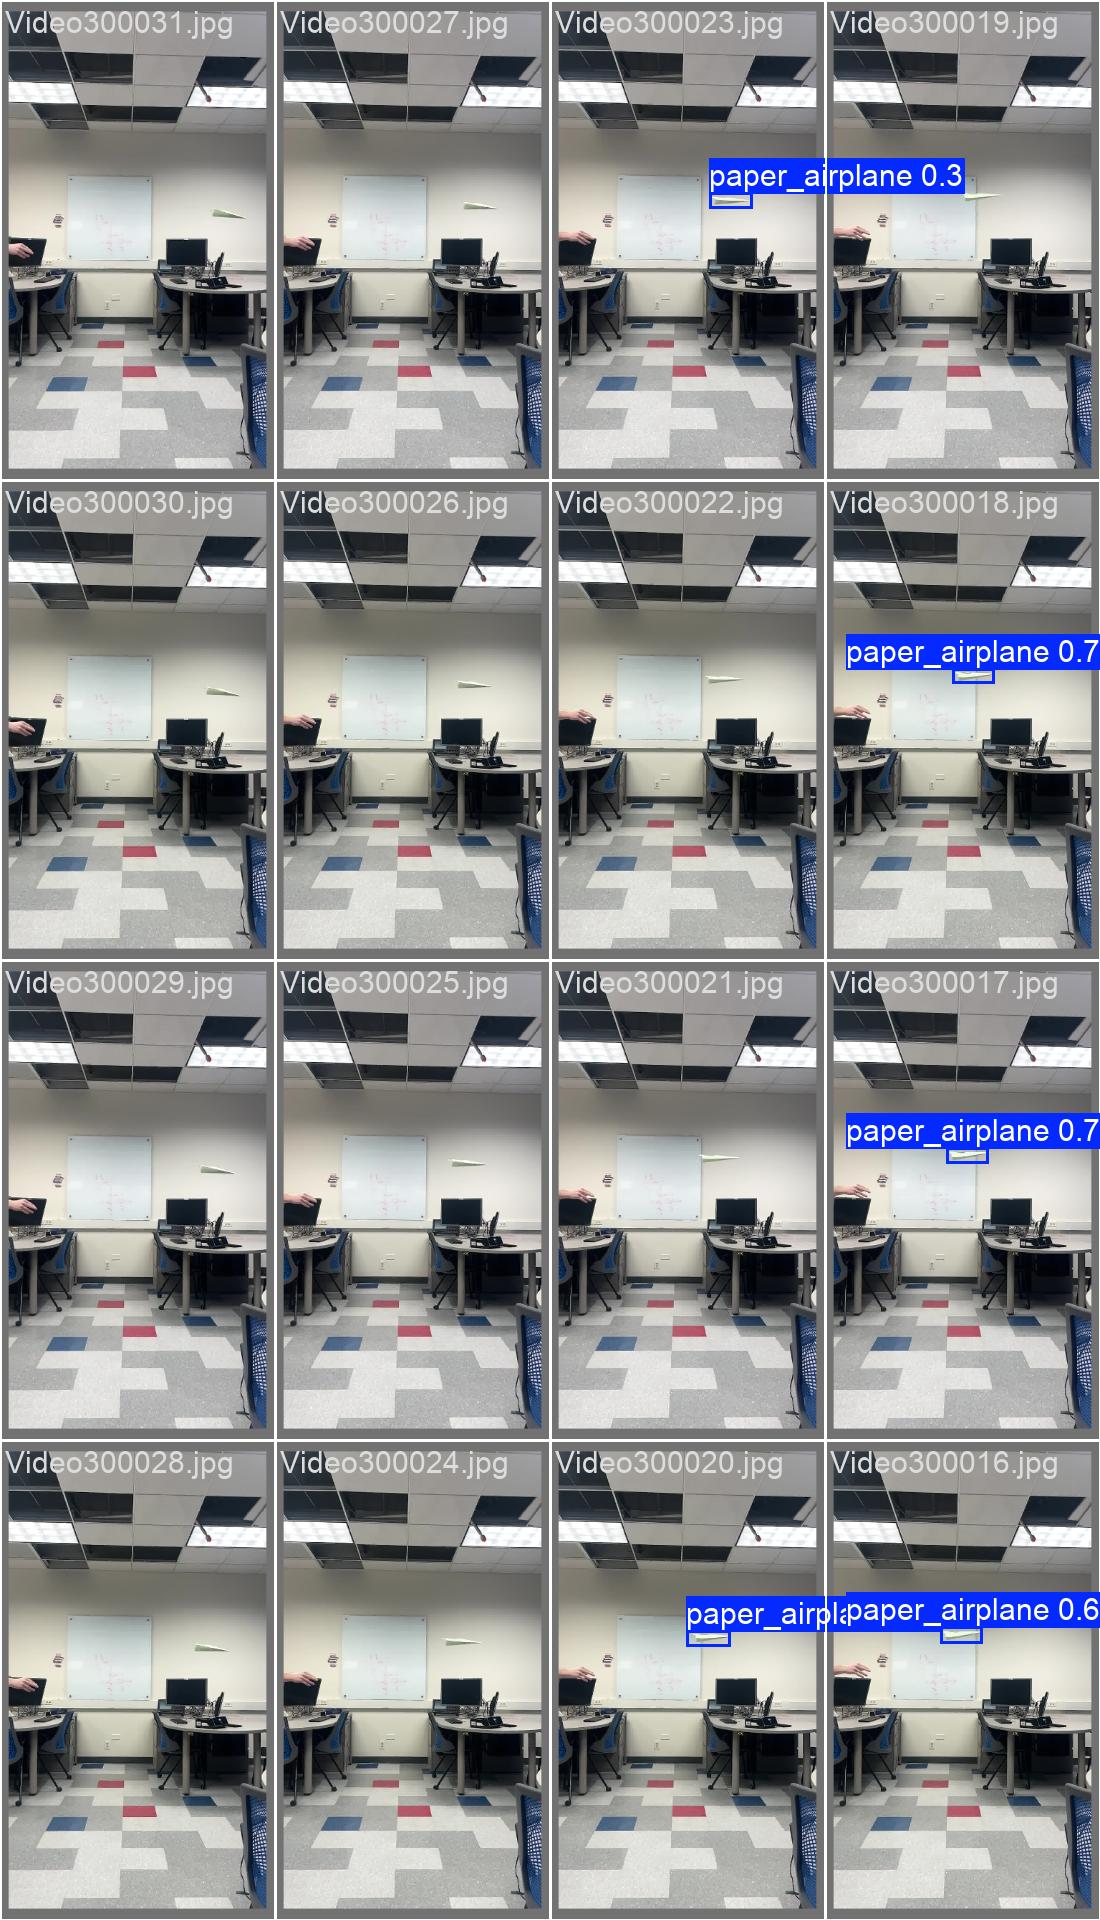 Video300031.jpg
Video300027.jpg
Video300023.jpg
Video300019.jpg
paper_airplane 0.3
Video300030.jpg
Video300026.jpg
Video300022.jpg
Video300018.jpg
paper_airplane 0.7
Video300029.jpg
Video300025.jpg
Video300021.jpg
Video300017.jpg
paper_airplane 0.7
Video300028.jpg
Video300024.jpg
Video300020.jpg
Video300016.jpg
paper_airpla
paper_airplane 0.6